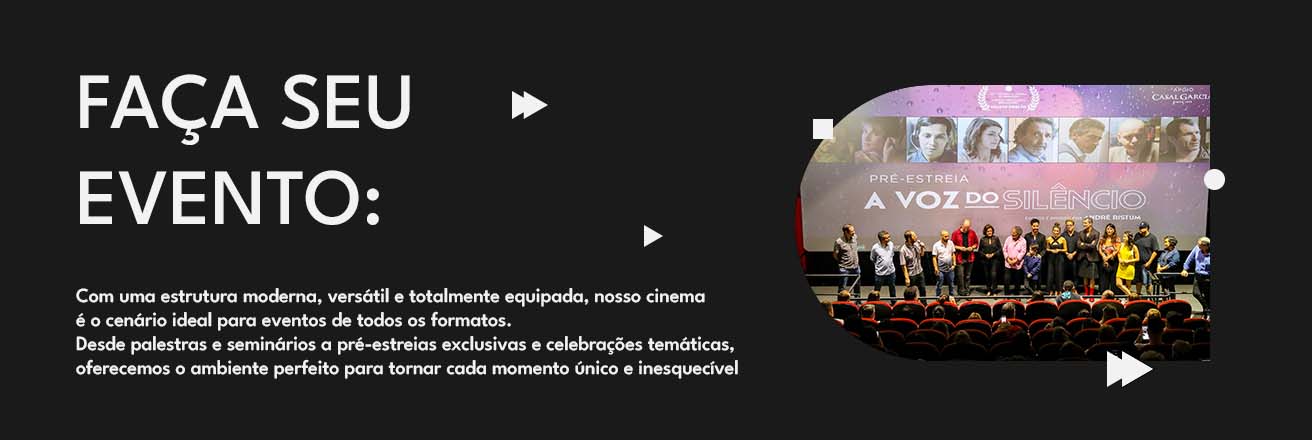 FAÇA SEU
EVENTO:
Com uma estrutura moderna, versátil e totalmente equipada, nosso cinema
é o cenário ideal para eventos de todos os formatos.
Desde palestras e seminários a pré-estreias exclusivas e celebrações temáticas,
oferecemos o ambiente perfeito para tornar cada momento único e inesquecível
APOIO
CASAL GARCIA
PRÉ-ESTREIA
A VOZ DO SILÊNCIO
ANDRÉ RISTUM